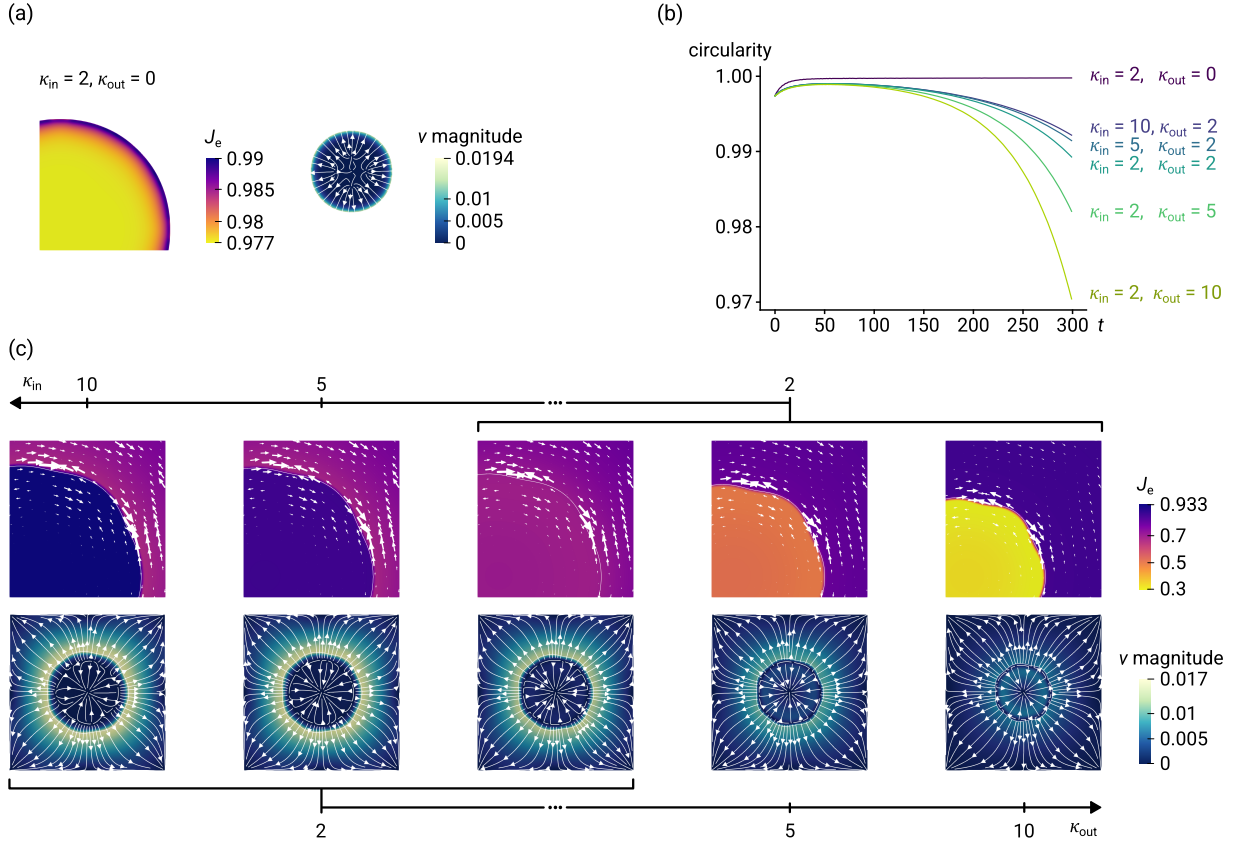 (a)
κin = 2, κout = 0
Je
0.99
0.985
0.98
0.977
v magnitude
0.0194
0.01
0.005
0
(b)
circularity
1.00
0.99
0.98
0.97
0 50 100 150 200 250 300 t
κin = 2, κout = 0
κin = 10, κout = 2
κin = 5, κout = 2
κin = 2, κout = 2
κin = 2, κout = 5
κin = 2, κout = 10
(c)
κin 10 5 ... 2
Je
0.933
0.7
0.5
0.3
v magnitude
0.017
0.01
0.005
0
2 ... 5 10 κout